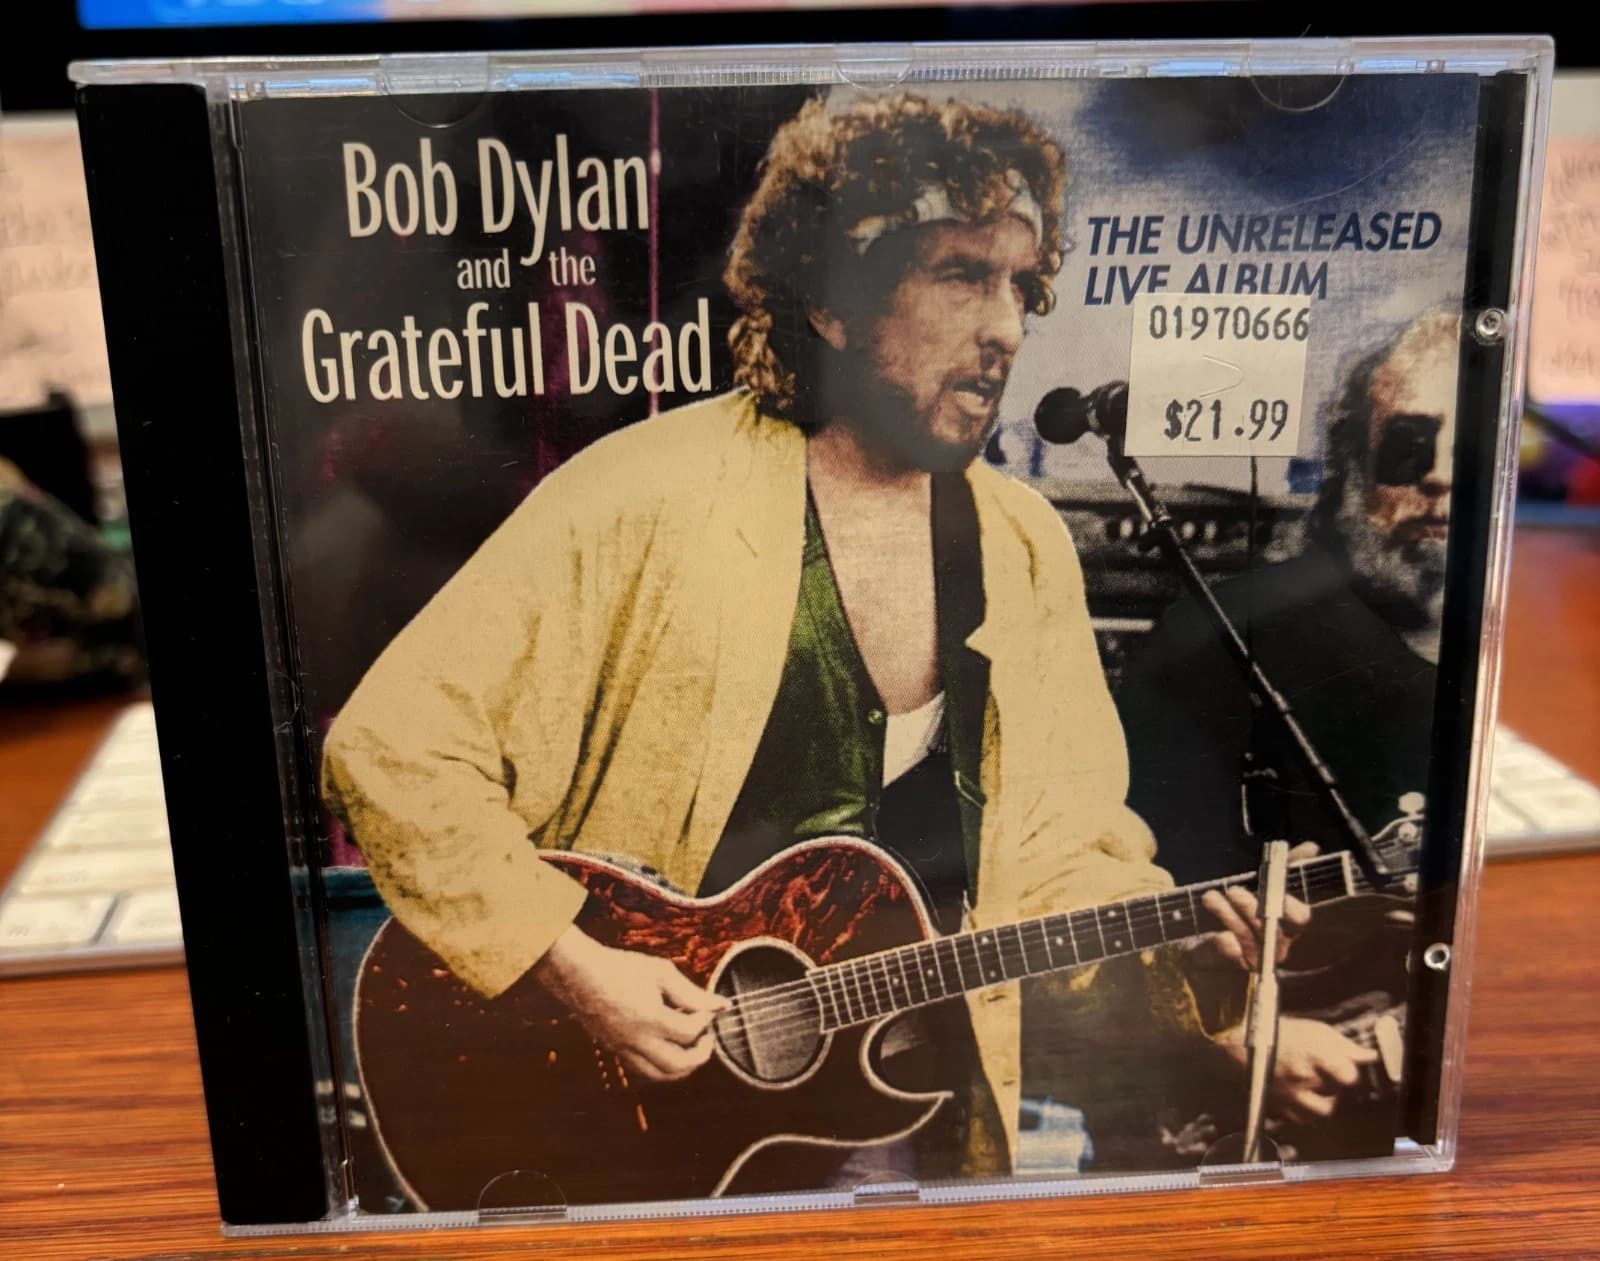 Bob Dylan
and the
Grateful Dead
THE UNRELEASED
LIVE ALBUM
01970666
$21.99